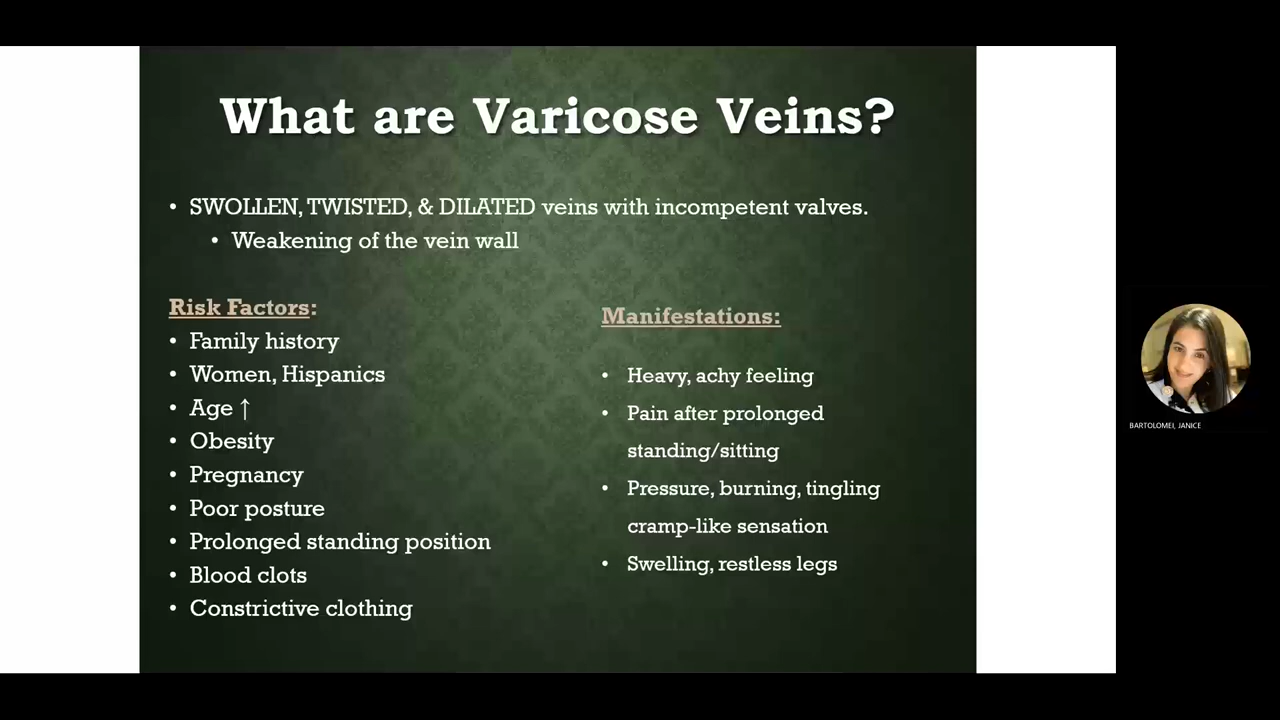 What are Varicose Veins?
• SWOLLEN, TWISTED, & DILATED veins with incompetent valves.
• Weakening of the vein wall
Risk Factors:
• Family history
• Women, Hispanics
• Age ↑
• Obesity
• Pregnancy
• Poor posture
• Prolonged standing position
• Blood clots
• Constrictive clothing
Manifestations:
• Heavy, achy feeling
• Pain after prolonged
standing/sitting
• Pressure, burning, tingling
cramp-like sensation
• Swelling, restless legs
BARTOLOMEI, JANICE